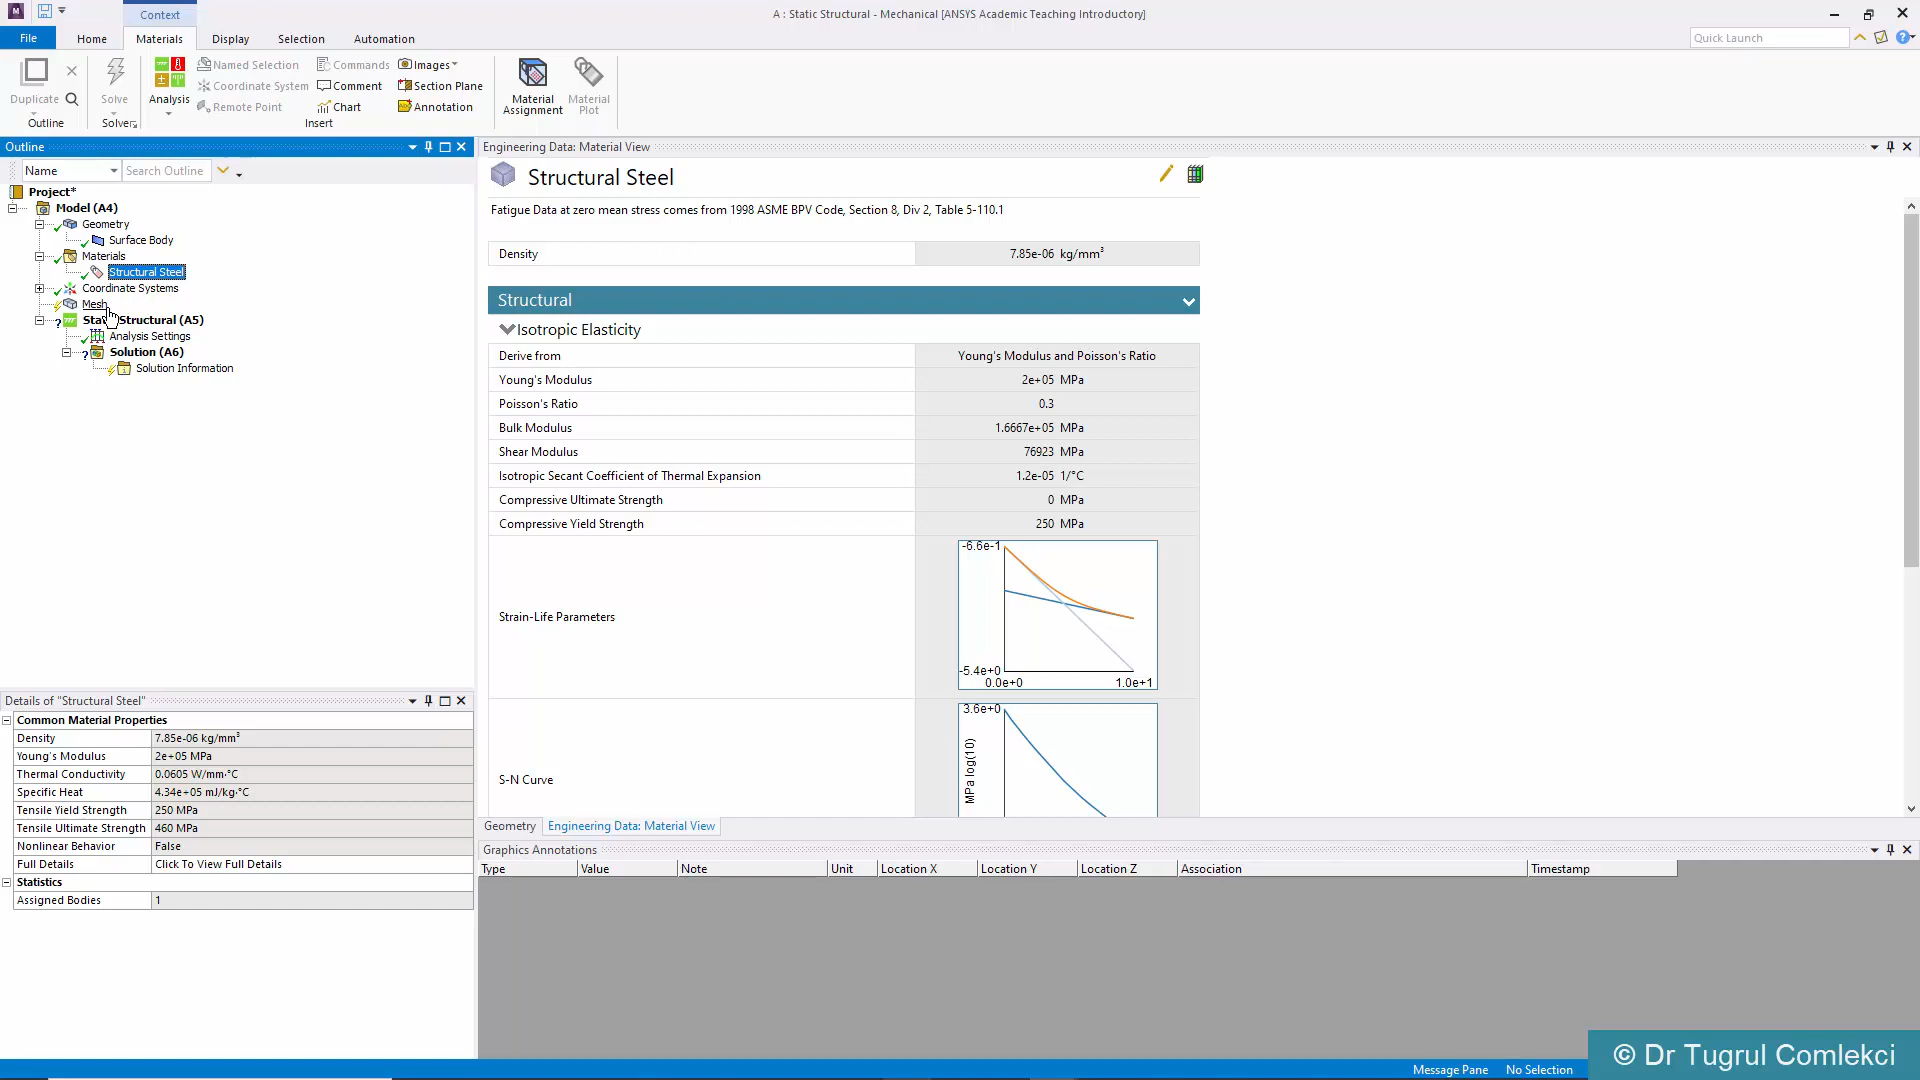 Context
A : Static Structural - Mechanical [ANSYS Academic Teaching Introductory]
File
Home
Materials
Display
Selection
Automation
Quick Launch
Duplicate
Outline
Solve
Solver
Analysis
Named Selection
Coordinate System
Remote Point
Commands
Comment
Chart
Images
Section Plane
Annotation
Insert
Material Assignment
Material Plot
Outline
Name
Search Outline
Project*
Model (A4)
Geometry
Surface Body
Materials
Structural Steel
Coordinate Systems
Mesh
Static Structural (A5)
Analysis Settings
Solution (A6)
Solution Information
Details of "Structural Steel"
Common Material Properties
Density 7.85e-06 kg/mm³
Young's Modulus 2e+05 MPa
Thermal Conductivity 0.0605 W/mm·°C
Specific Heat 4.34e+05 mJ/kg·°C
Tensile Yield Strength 250 MPa
Tensile Ultimate Strength 460 MPa
Nonlinear Behavior False
Full Details Click To View Full Details
Statistics
Assigned Bodies 1
Engineering Data: Material View
Structural Steel
Fatigue Data at zero mean stress comes from 1998 ASME BPV Code, Section 8, Div 2, Table 5-110.1
Density 7.85e-06 kg/mm³
Structural
Isotropic Elasticity
Derive from Young's Modulus and Poisson's Ratio
Young's Modulus 2e+05 MPa
Poisson's Ratio 0.3
Bulk Modulus 1.6667e+05 MPa
Shear Modulus 76923 MPa
Isotropic Secant Coefficient of Thermal Expansion 1.2e-05 1/°C
Compressive Ultimate Strength 0 MPa
Compressive Yield Strength 250 MPa
Strain-Life Parameters
-6.6e-1
-5.4e+0
0.0e+0 1.0e+1
S-N Curve
3.6e+0
MPa log(10)
Geometry
Engineering Data: Material View
Graphics Annotations
Type Value Note Unit Location X Location Y Location Z Association Timestamp
© Dr Tugrul Comlekci
Message Pane No Selection